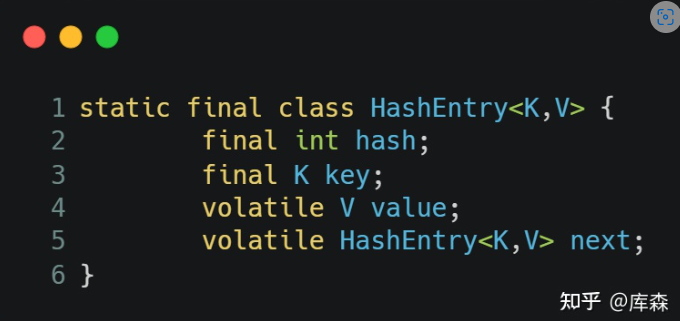 1 static final class HashEntry<K,V> {
2         final int hash;
3         final K key;
4         volatile V value;
5         volatile HashEntry<K,V> next;
6 }
知乎 @库森